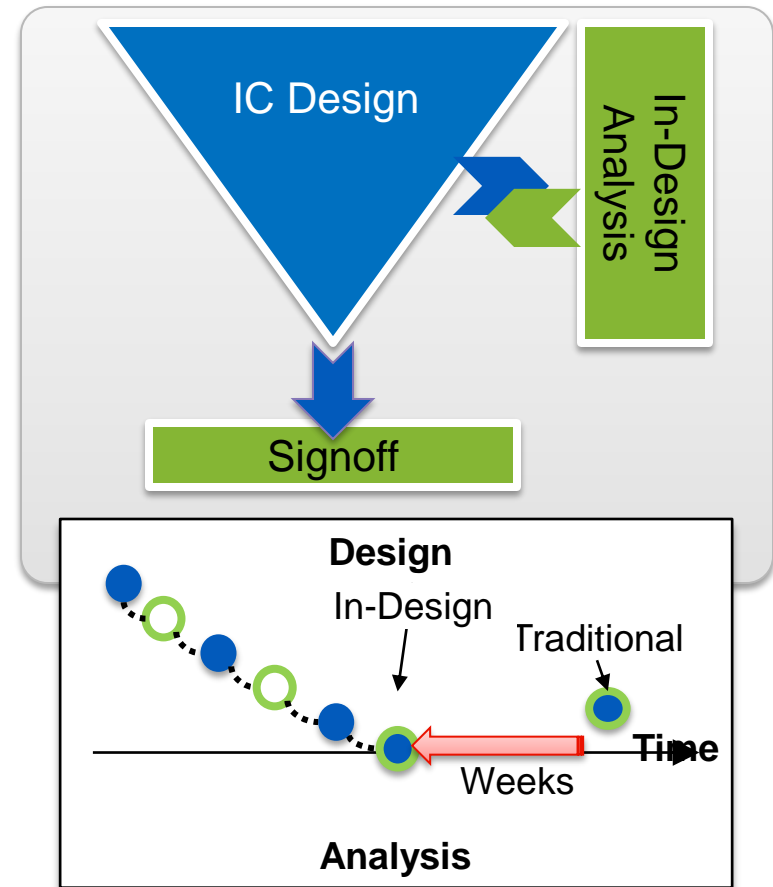 IC Design
In-Design
Analysis
Signoff
Design
In-Design
Traditional
Time
Weeks
Analysis